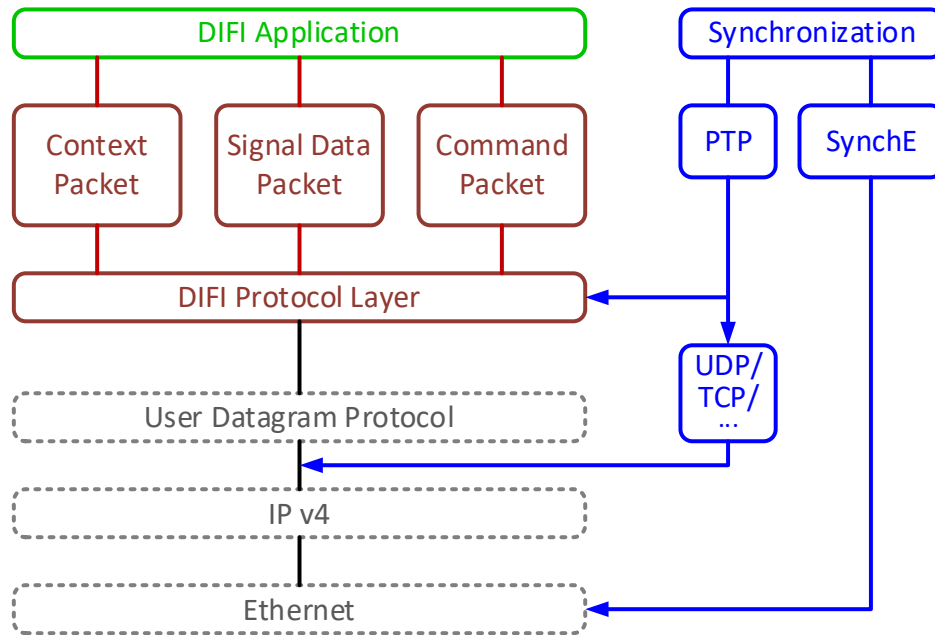 DIFI Application
Synchronization
Context
Packet
Signal Data
Packet
Command
Packet
PTP
SynchE
DIFI Protocol Layer
UDP/
TCP/
...
User Datagram Protocol
IP v4
Ethernet